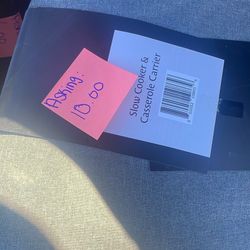 Asking:
10.00
Slow Cooker &
Casserole Carrier